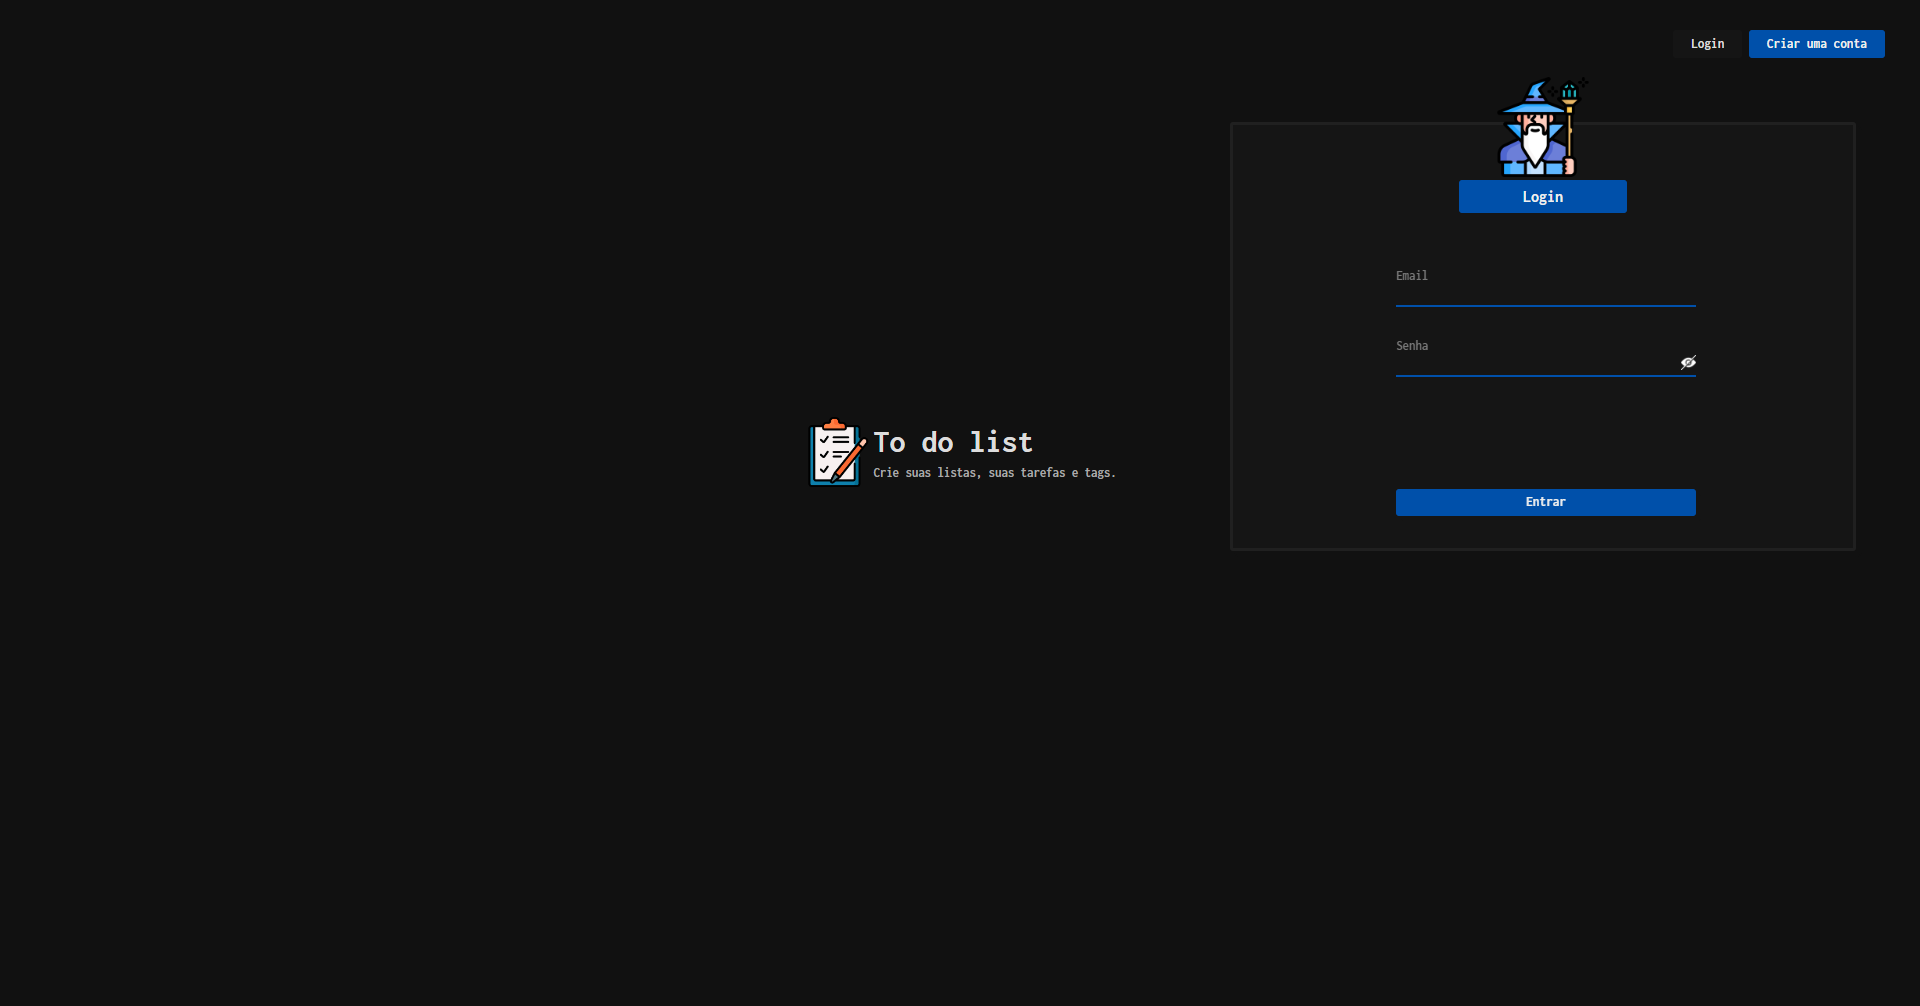 Login
Criar uma conta
Login
Email
Senha
To do list
Crie suas listas, suas tarefas e tags.
Entrar